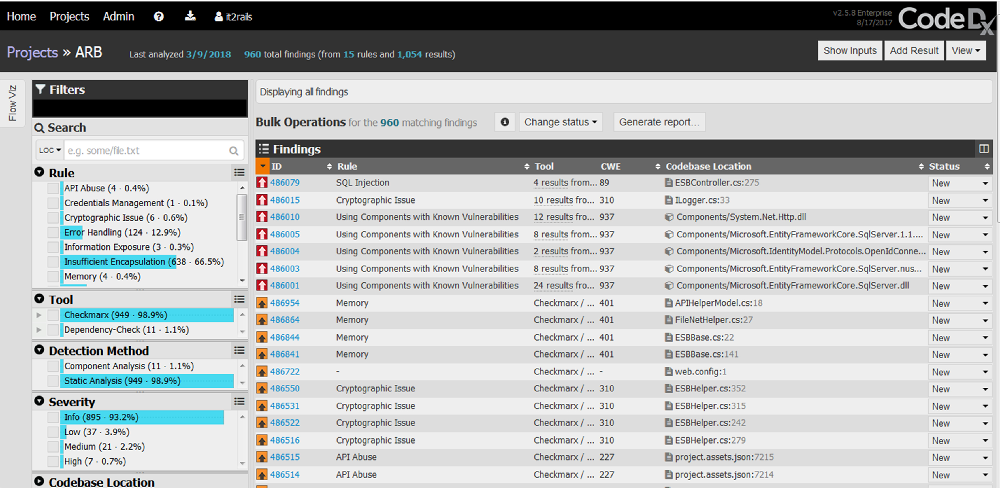 Home Projects Admin it2rails
v2.5.8 Enterprise
8/17/2017
CodeDx
Projects » ARB Last analyzed 3/9/2018 960 total findings (from 15 rules and 1,054 results)
Show Inputs Add Result View
Flow Viz
Filters
Search
LOC e.g. some/file.txt
Rule
API Abuse (4 · 0.4%)
Credentials Management (1 · 0.1%)
Cryptographic Issue (6 · 0.6%)
Error Handling (124 · 12.9%)
Information Exposure (3 · 0.3%)
Insufficient Encapsulation (638 · 66.5%)
Memory (4 · 0.4%)
Tool
Checkmarx (949 · 98.9%)
Dependency-Check (11 · 1.1%)
Detection Method
Component Analysis (11 · 1.1%)
Static Analysis (949 · 98.9%)
Severity
Info (895 · 93.2%)
Low (37 · 3.9%)
Medium (21 · 2.2%)
High (7 · 0.7%)
Codebase Location
Displaying all findings
Bulk Operations for the 960 matching findings Change status Generate report...
Findings
ID Rule Tool CWE Codebase Location Status
486079 SQL Injection 4 results from... 89 ESBController.cs:275 New
486015 Cryptographic Issue 10 results fro... 310 ILogger.cs:33 New
486010 Using Components with Known Vulnerabilities 12 results fro... 937 Components/System.Net.Http.dll New
486005 Using Components with Known Vulnerabilities 8 results from... 937 Components/Microsoft.EntityFrameworkCore.SqlServer.1.1.... New
486004 Using Components with Known Vulnerabilities 2 results from... 937 Components/Microsoft.IdentityModel.Protocols.OpenIdConne... New
486003 Using Components with Known Vulnerabilities 8 results from... 937 Components/Microsoft.EntityFrameworkCore.SqlServer.nus... New
486001 Using Components with Known Vulnerabilities 24 results fro... 937 Components/Microsoft.EntityFrameworkCore.SqlServer.dll New
486954 Memory Checkmarx / ... 401 APIHelperModel.cs:18 New
486864 Memory Checkmarx / ... 401 FileNetHelper.cs:27 New
486844 Memory Checkmarx / ... 401 ESBBase.cs:22 New
486841 Memory Checkmarx / ... 401 ESBBase.cs:141 New
486722 - Checkmarx / ... - web.config:1 New
486550 Cryptographic Issue Checkmarx / ... 310 ESBHelper.cs:352 New
486531 Cryptographic Issue Checkmarx / ... 310 ESBHelper.cs:315 New
486522 Cryptographic Issue Checkmarx / ... 310 ESBHelper.cs:242 New
486516 Cryptographic Issue Checkmarx / ... 310 ESBHelper.cs:279 New
486515 API Abuse Checkmarx / ... 227 project.assets.json:7215 New
486514 API Abuse Checkmarx / ... 227 project.assets.json:7214 New